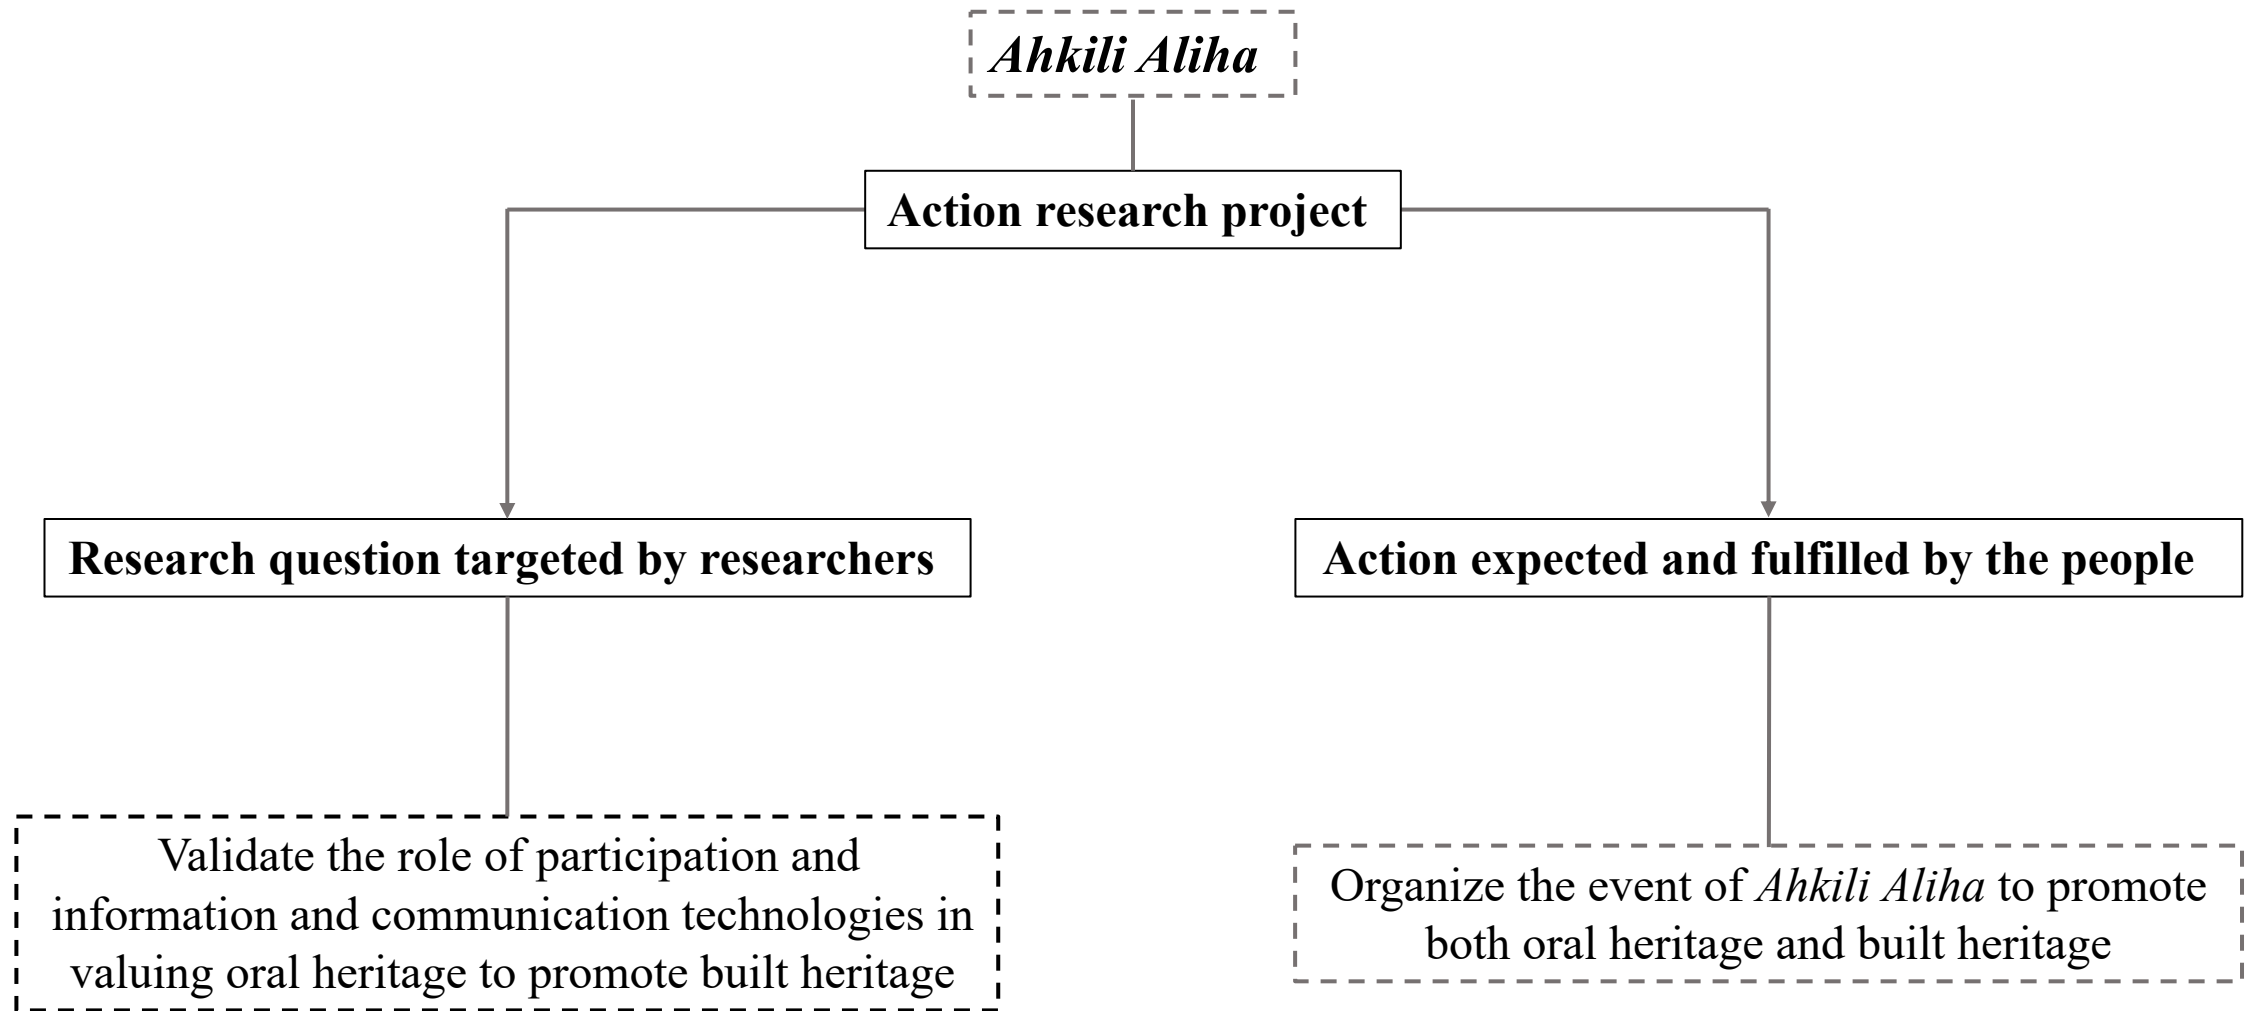 Ahkili Aliha
Action research project
Research question targeted by researchers
Action expected and fulfilled by the people
Validate the role of participation and
information and communication technologies in
valuing oral heritage to promote built heritage
Organize the event of Ahkili Aliha to promote
both oral heritage and built heritage